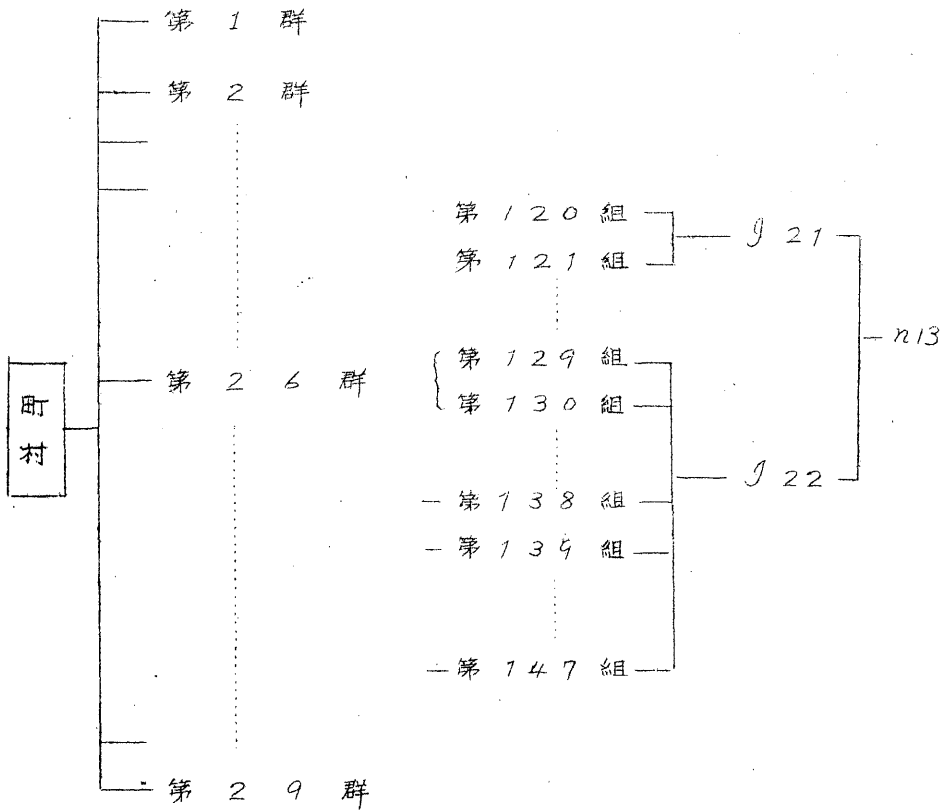 第1群
第2群
第120組
g 21
第121組
n13
第129組
第26群
第130組
町村
g 22
第138組
第139組
第147組
第29群